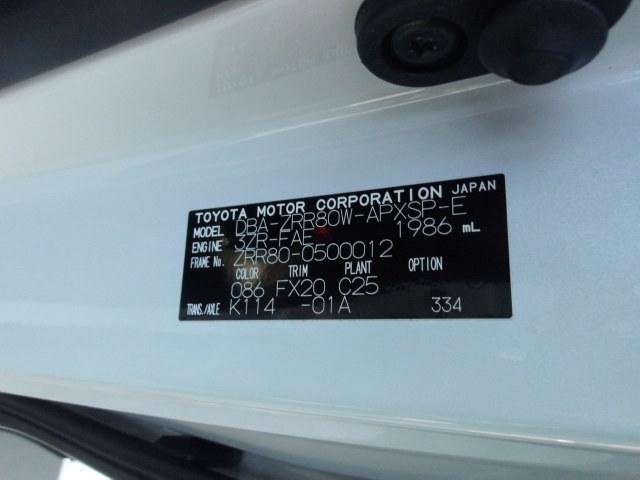 TOYOTA MOTOR CORPORATION JAPAN
MODEL DBA-ZRR80W-APXSP-E
ENGINE 3ZR-FAE 1986 mL
FRAME No. ZRR80-0500012
COLOR TRIM PLANT OPTION
086 FX20 C25
TRANS./AXLE K114 -01A 334